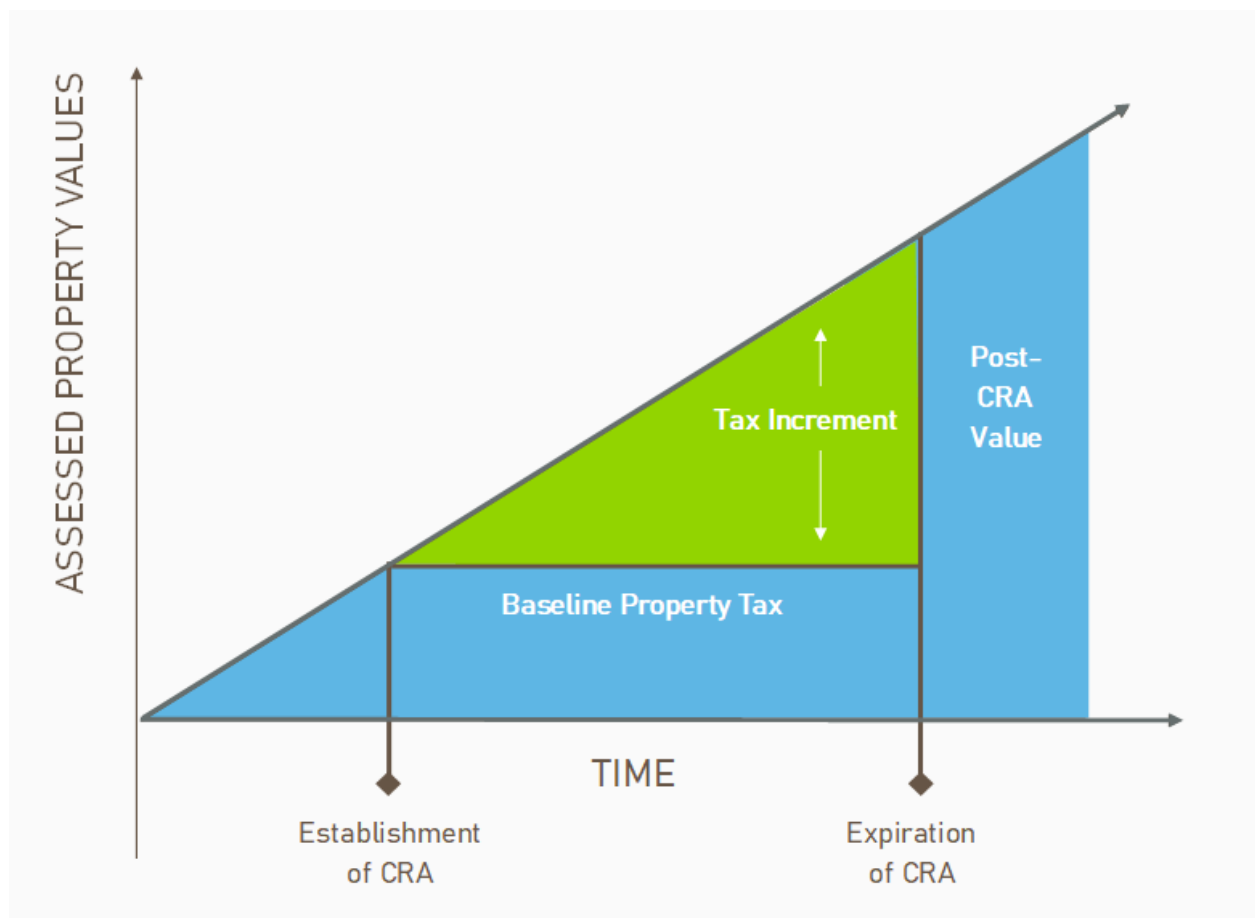 ASSESSED PROPERTY VALUES
Tax Increment
Post-
CRA
Value
Baseline Property Tax
TIME
Establishment
of CRA
Expiration
of CRA